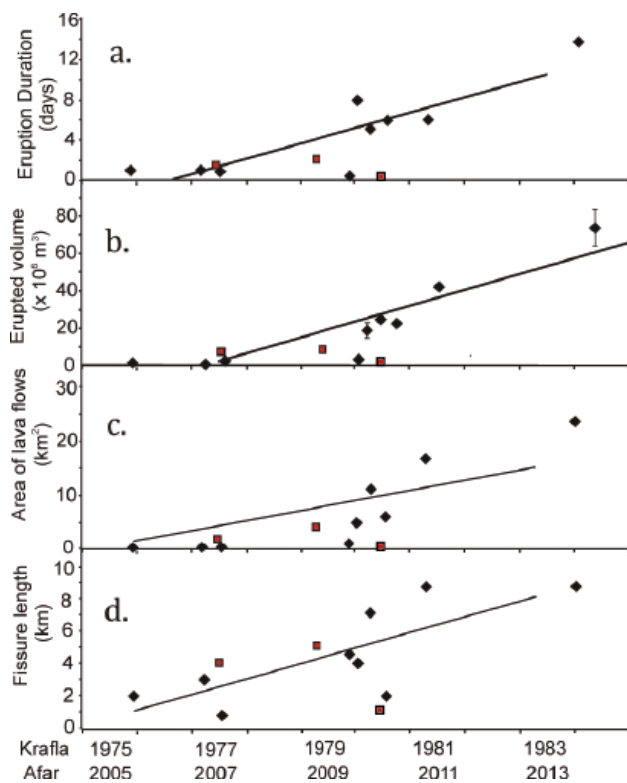 a.
Eruption Duration
(days)
16
12
8
4
0
b.
Erupted volume
(x 10⁶ m³)
80
60
40
20
0
c.
Area of lava flows
(km²)
30
20
10
0
d.
Fissure length
(km)
10
8
6
4
2
0
Krafla 1975 1977 1979 1981 1983
Afar 2005 2007 2009 2011 2013